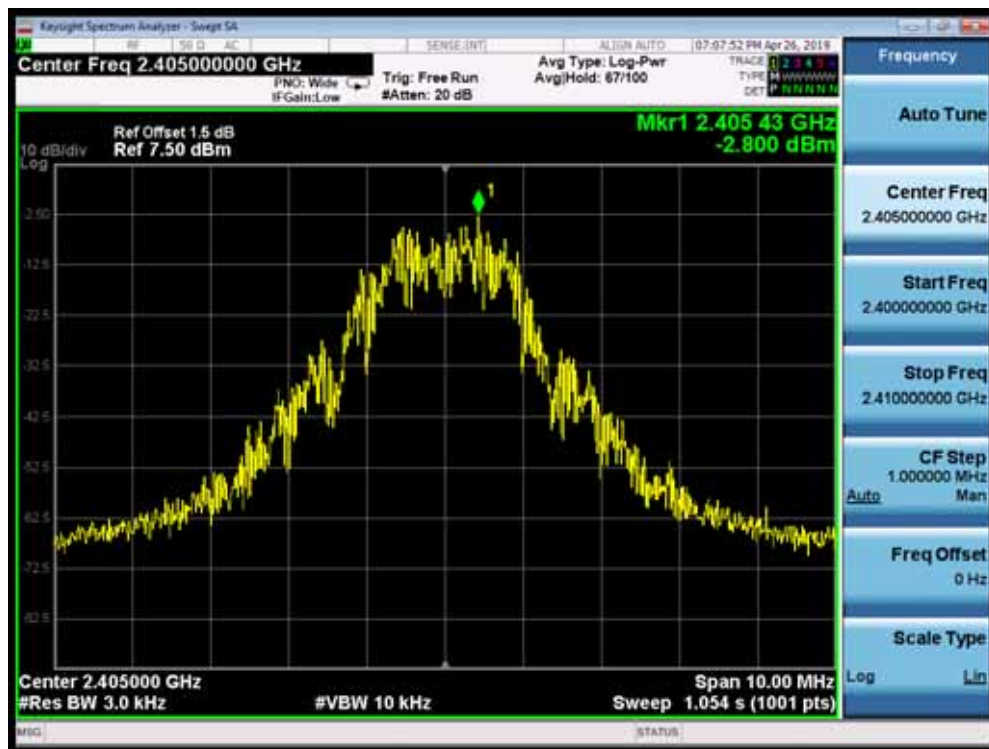 Keysight Spectrum Analyzer - Swept SA
RF 50 Ω AC SENSE:INT ALIGN AUTO 07:07:52 PM Apr 26, 2019
Center Freq 2.405000000 GHz
PNO: Wide
IFGain:Low
Trig: Free Run
#Atten: 20 dB
Avg Type: Log-Pwr
Avg|Hold: 67/100
TRACE 1 2 3 4 5 6
TYPE M WWWWW
DET P N N N N N
Ref Offset 1.5 dB
10 dB/div Ref 7.50 dBm
Log
Mkr1 2.405 43 GHz
-2.800 dBm
1
-2.50
-12.5
-22.5
-32.5
-42.5
-52.5
-62.5
-72.5
-82.5
Center 2.405000 GHz
Span 10.00 MHz
#Res BW 3.0 kHz
#VBW 10 kHz
Sweep 1.054 s (1001 pts)
MSG
STATUS
Frequency
Auto Tune
Center Freq
2.405000000 GHz
Start Freq
2.400000000 GHz
Stop Freq
2.410000000 GHz
CF Step
1.000000 MHz
Auto Man
Freq Offset
0 Hz
Scale Type
Log Lin